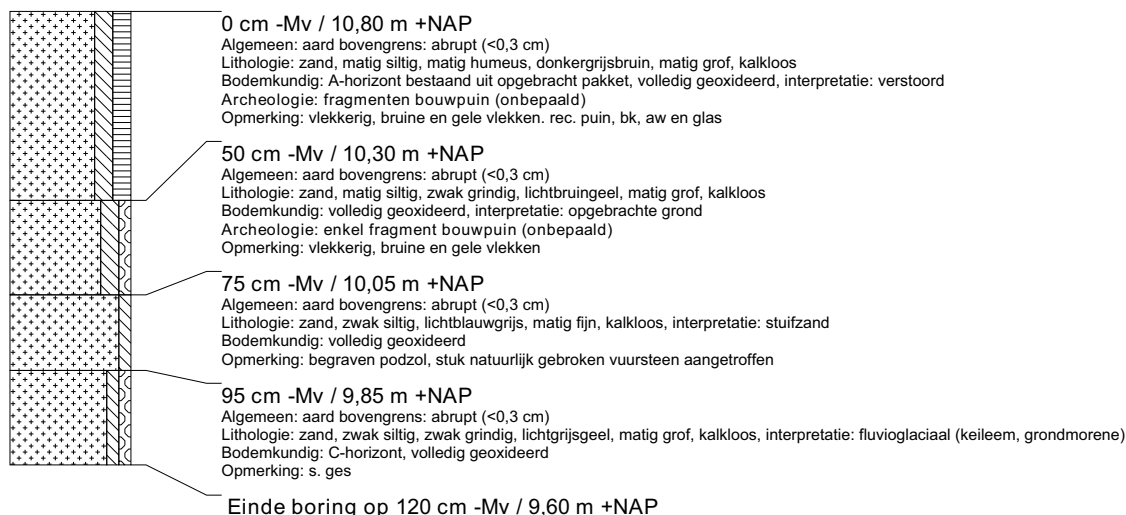 0 cm -Mv / 10,80 m +NAP
Algemeen: aard bovengrens: abrupt (<0,3 cm)
Lithologie: zand, matig siltig, matig humeus, donkergrijsbruin, matig grof, kalkloos
Bodemkundig: A-horizont bestaand uit opgebracht pakket, volledig geoxideerd, interpretatie: verstoord
Archeologie: fragmenten bouwpuin (onbepaald)
Opmerking: vlekkerig, bruine en gele vlekken. rec. puin, bk, aw en glas
50 cm -Mv / 10,30 m +NAP
Algemeen: aard bovengrens: abrupt (<0,3 cm)
Lithologie: zand, matig siltig, zwak grindig, lichtbruingeel, matig grof, kalkloos
Bodemkundig: volledig geoxideerd, interpretatie: opgebrachte grond
Archeologie: enkel fragment bouwpuin (onbepaald)
Opmerking: vlekkerig, bruine en gele vlekken
75 cm -Mv / 10,05 m +NAP
Algemeen: aard bovengrens: abrupt (<0,3 cm)
Lithologie: zand, zwak siltig, lichtblauwgrijs, matig fijn, kalkloos, interpretatie: stuifzand
Bodemkundig: volledig geoxideerd
Opmerking: begraven podzol, stuk natuurlijk gebroken vuursteen aangetroffen
95 cm -Mv / 9,85 m +NAP
Algemeen: aard bovengrens: abrupt (<0,3 cm)
Lithologie: zand, zwak siltig, zwak grindig, lichtgrijsgeel, matig grof, kalkloos, interpretatie: fluvioglaciaal (keileem, grondmorene)
Bodemkundig: C-horizont, volledig geoxideerd
Opmerking: s. ges
Einde boring op 120 cm -Mv / 9,60 m +NAP